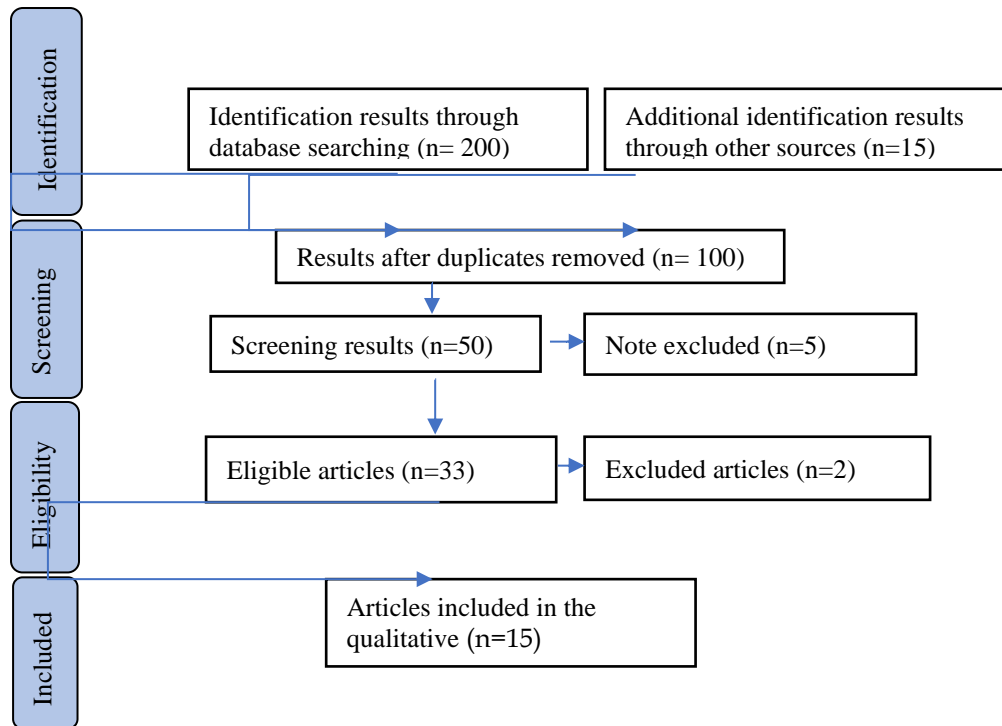 Identification
Identification results through
database searching (n= 200)
Additional identification results
through other sources (n=15)
Screening
Results after duplicates removed (n= 100)
Screening results (n=50)
Note excluded (n=5)
Eligibility
Eligible articles (n=33)
Excluded articles (n=2)
Included
Articles included in the
qualitative (n=15)